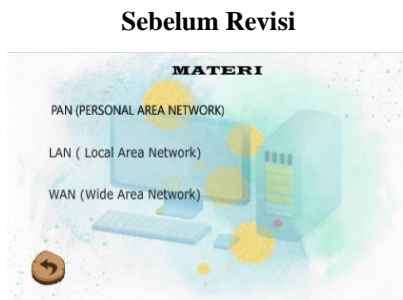 Sebelum Revisi
MATERI
PAN (PERSONAL AREA NETWORK)
LAN ( Local Area Network)
WAN (Wide Area Network)